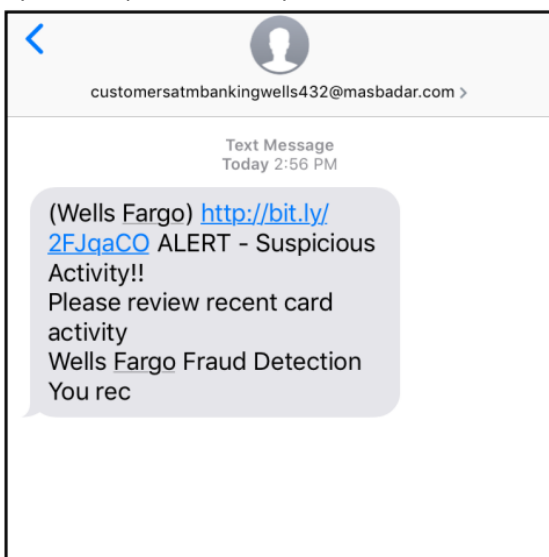 customersatmbankingwells432@masbadar.com >
Text Message
Today 2:56 PM
(Wells Fargo) http://bit.ly/
2FJqaCO ALERT - Suspicious
Activity!!
Please review recent card
activity
Wells Fargo Fraud Detection
You rec